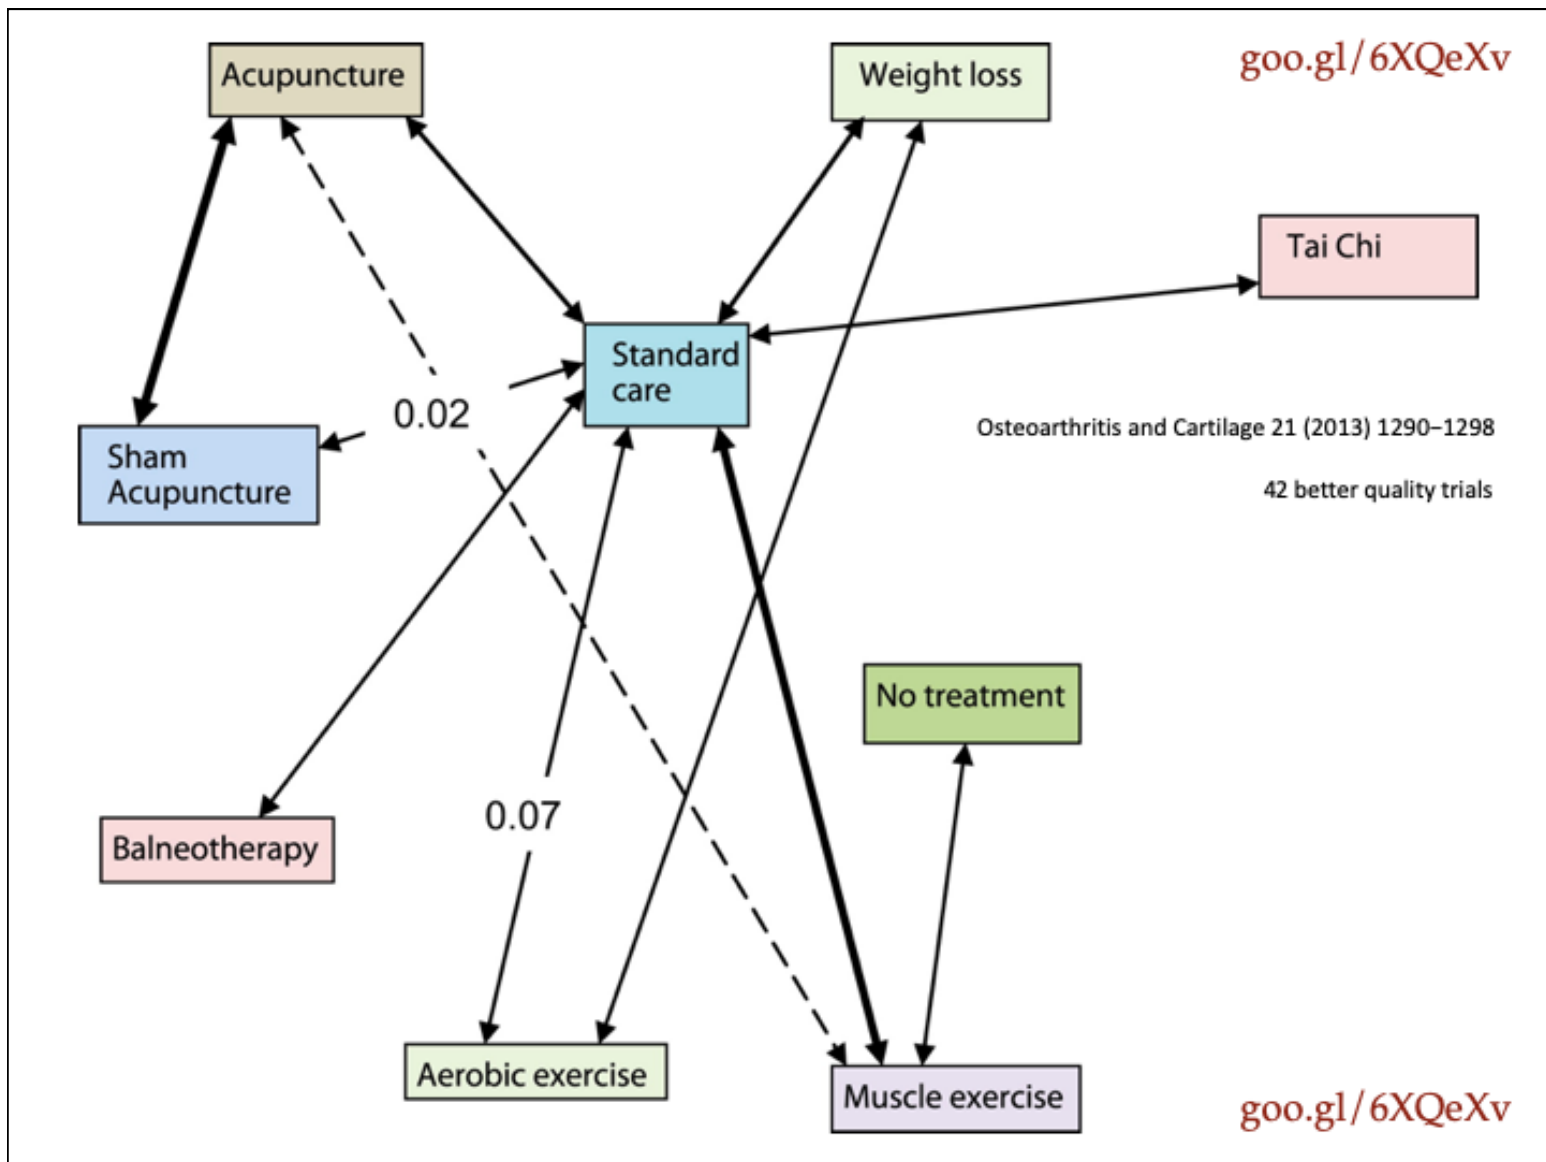 Acupuncture
Weight loss
goo.gl/6XQeXv
Tai Chi
Standard
care
0.02
Osteoarthritis and Cartilage 21 (2013) 1290–1298
Sham
Acupuncture
42 better quality trials
No treatment
0.07
Balneotherapy
Aerobic exercise
Muscle exercise
goo.gl/6XQeXv